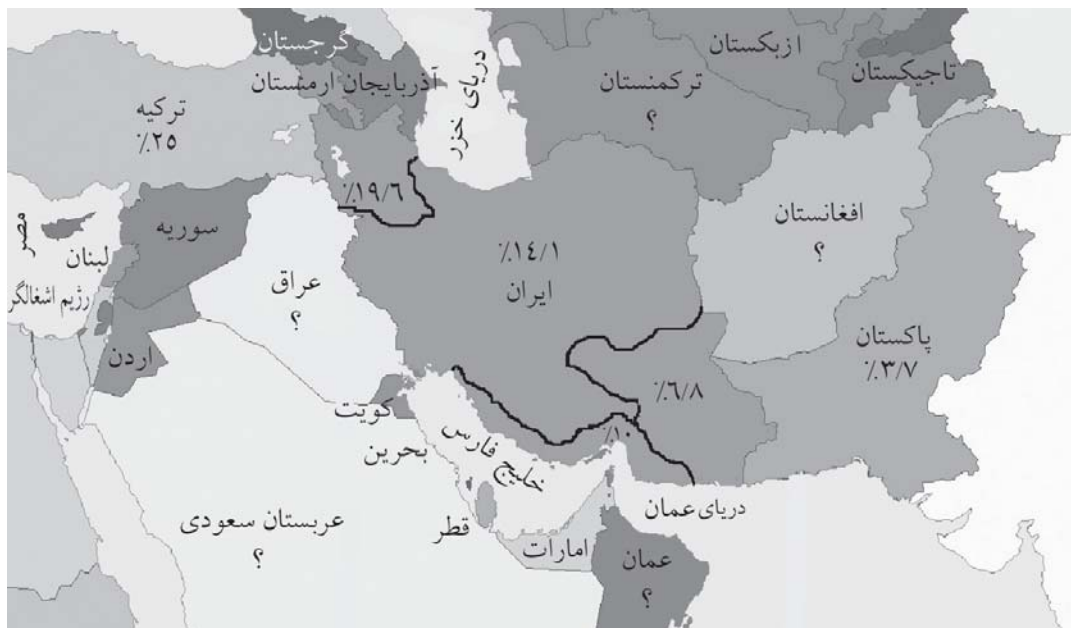 گرجستان
ازبکستان
تاجیکستان
ارمنستان
آذربایجان
ترکمنستان
؟
دریای خزر
ترکیه
٪۲۵
٪۱۹/۶
افغانستان
؟
سوریه
مصر
لبنان
رژیم اشغالگر
٪۱٤/۱
ایران
عراق
؟
اردن
پاکستان
٪۳/۷
٪٦/۸
٪۱۰
کویت
بحرین
خلیج فارس
قطر
دریای عمان
عربستان سعودی
؟
امارات
عمان
؟